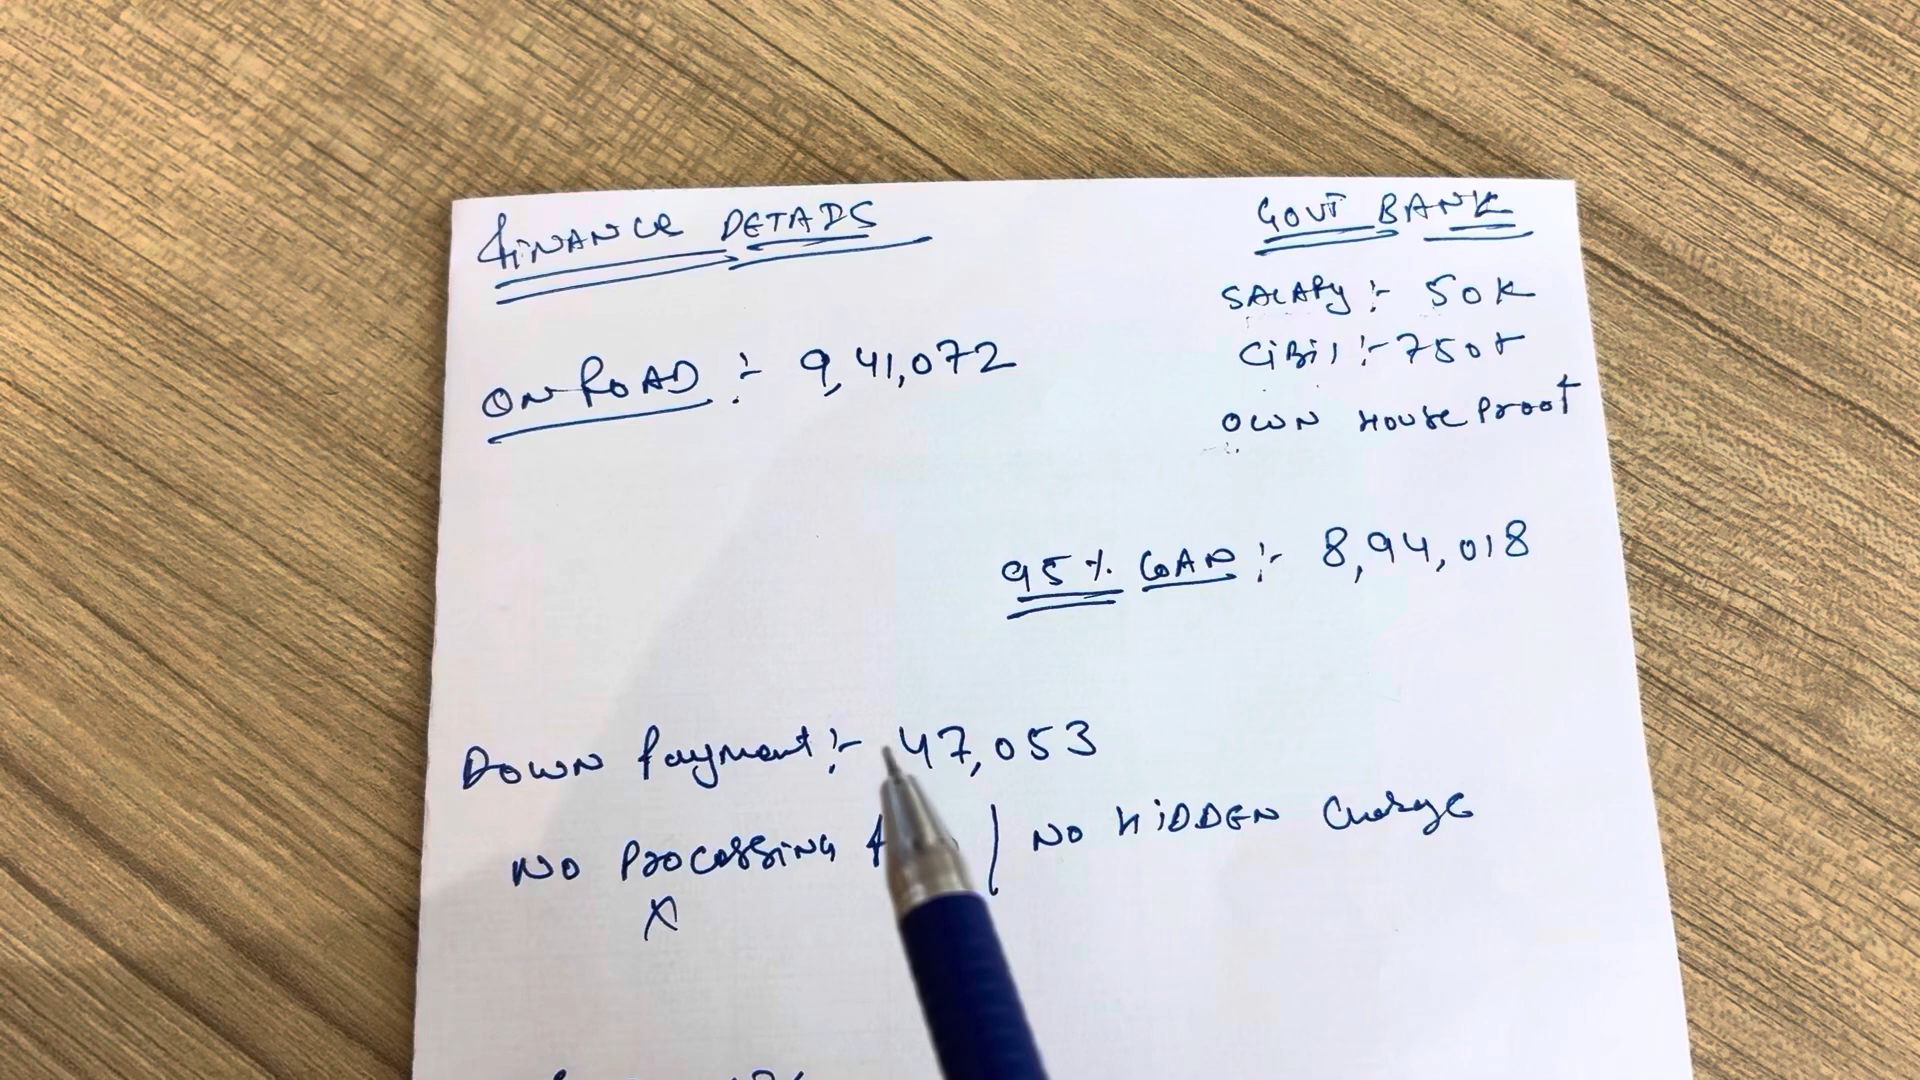 FINANCE DETAILS
GOVT BANK
SALARY :- 50K
CIBIL :- 750+
OWN HOUSE PROOF
ON ROAD :- 9,41,072
95% LOAN :- 8,94,018
DOWN Payment :- 47,053
NO PROCESSING | NO HIDDEN Charge
X